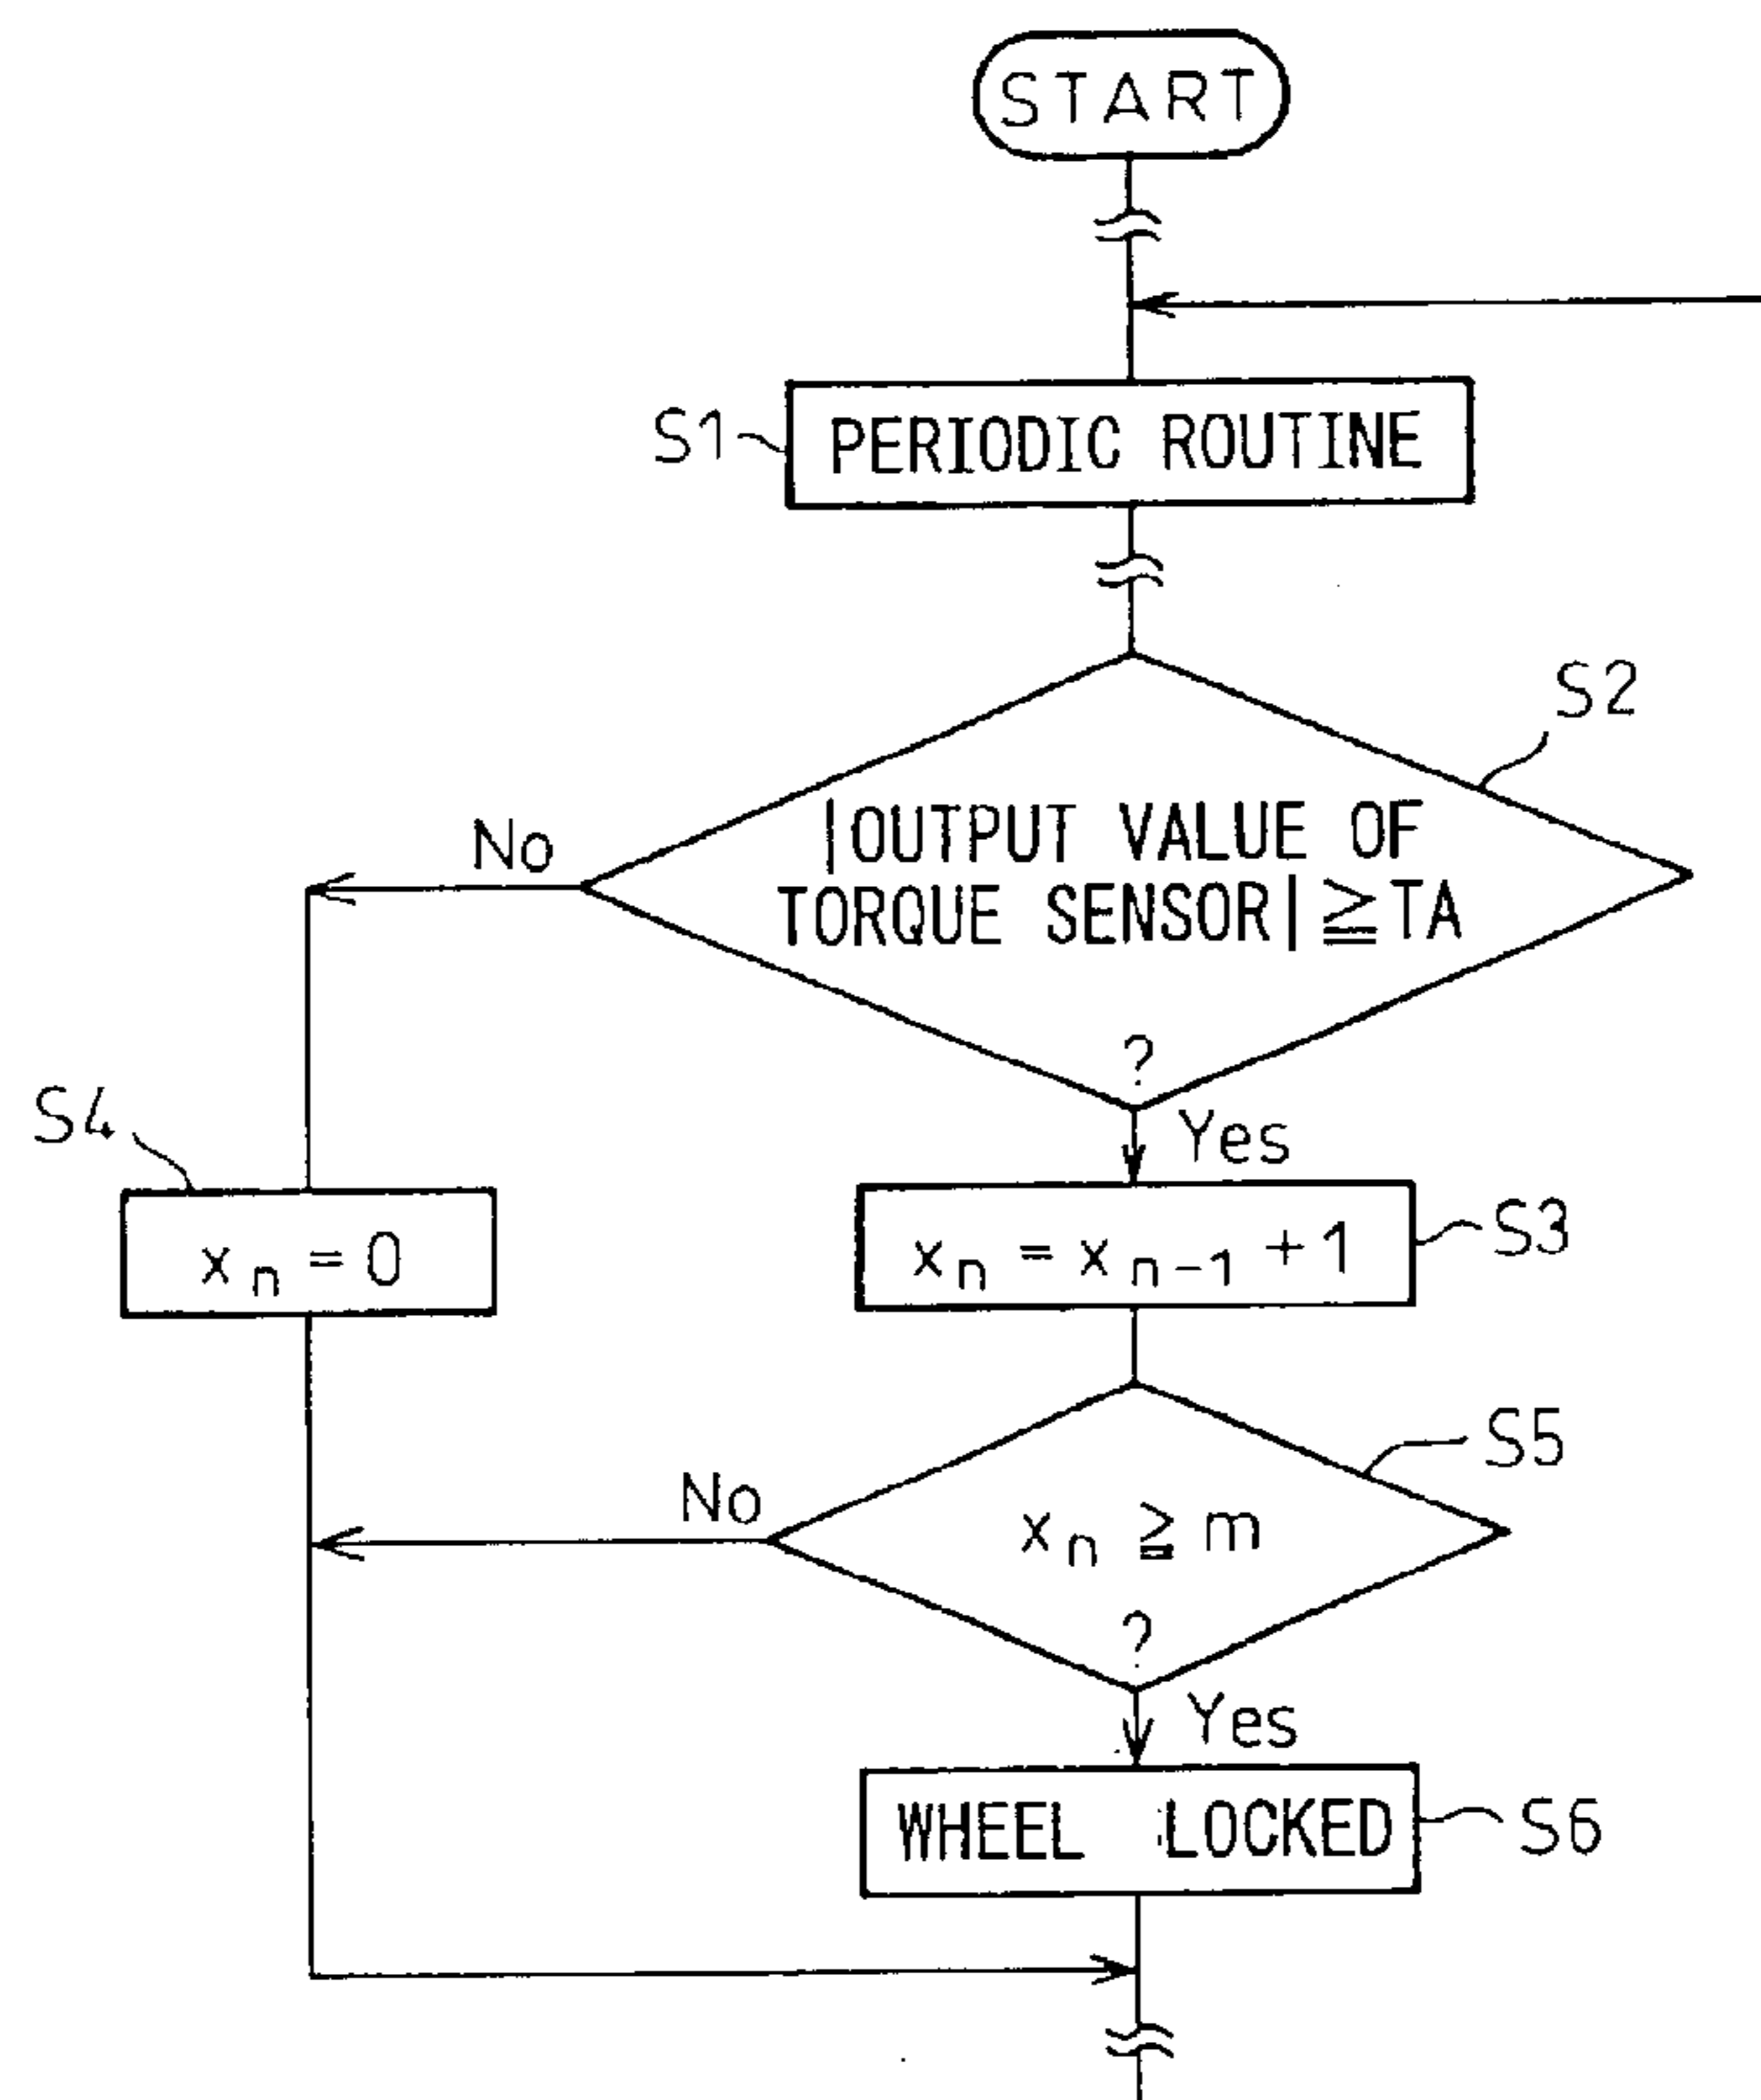 START
S1
PERIODIC ROUTINE
S2
|OUTPUT VALUE OF
TORQUE SENSOR|≧TA
?
No
Yes
S4
xn = 0
S3
xn = xn-1 + 1
S5
No
xn ≧ m
?
Yes
WHEEL LOCKED
S6